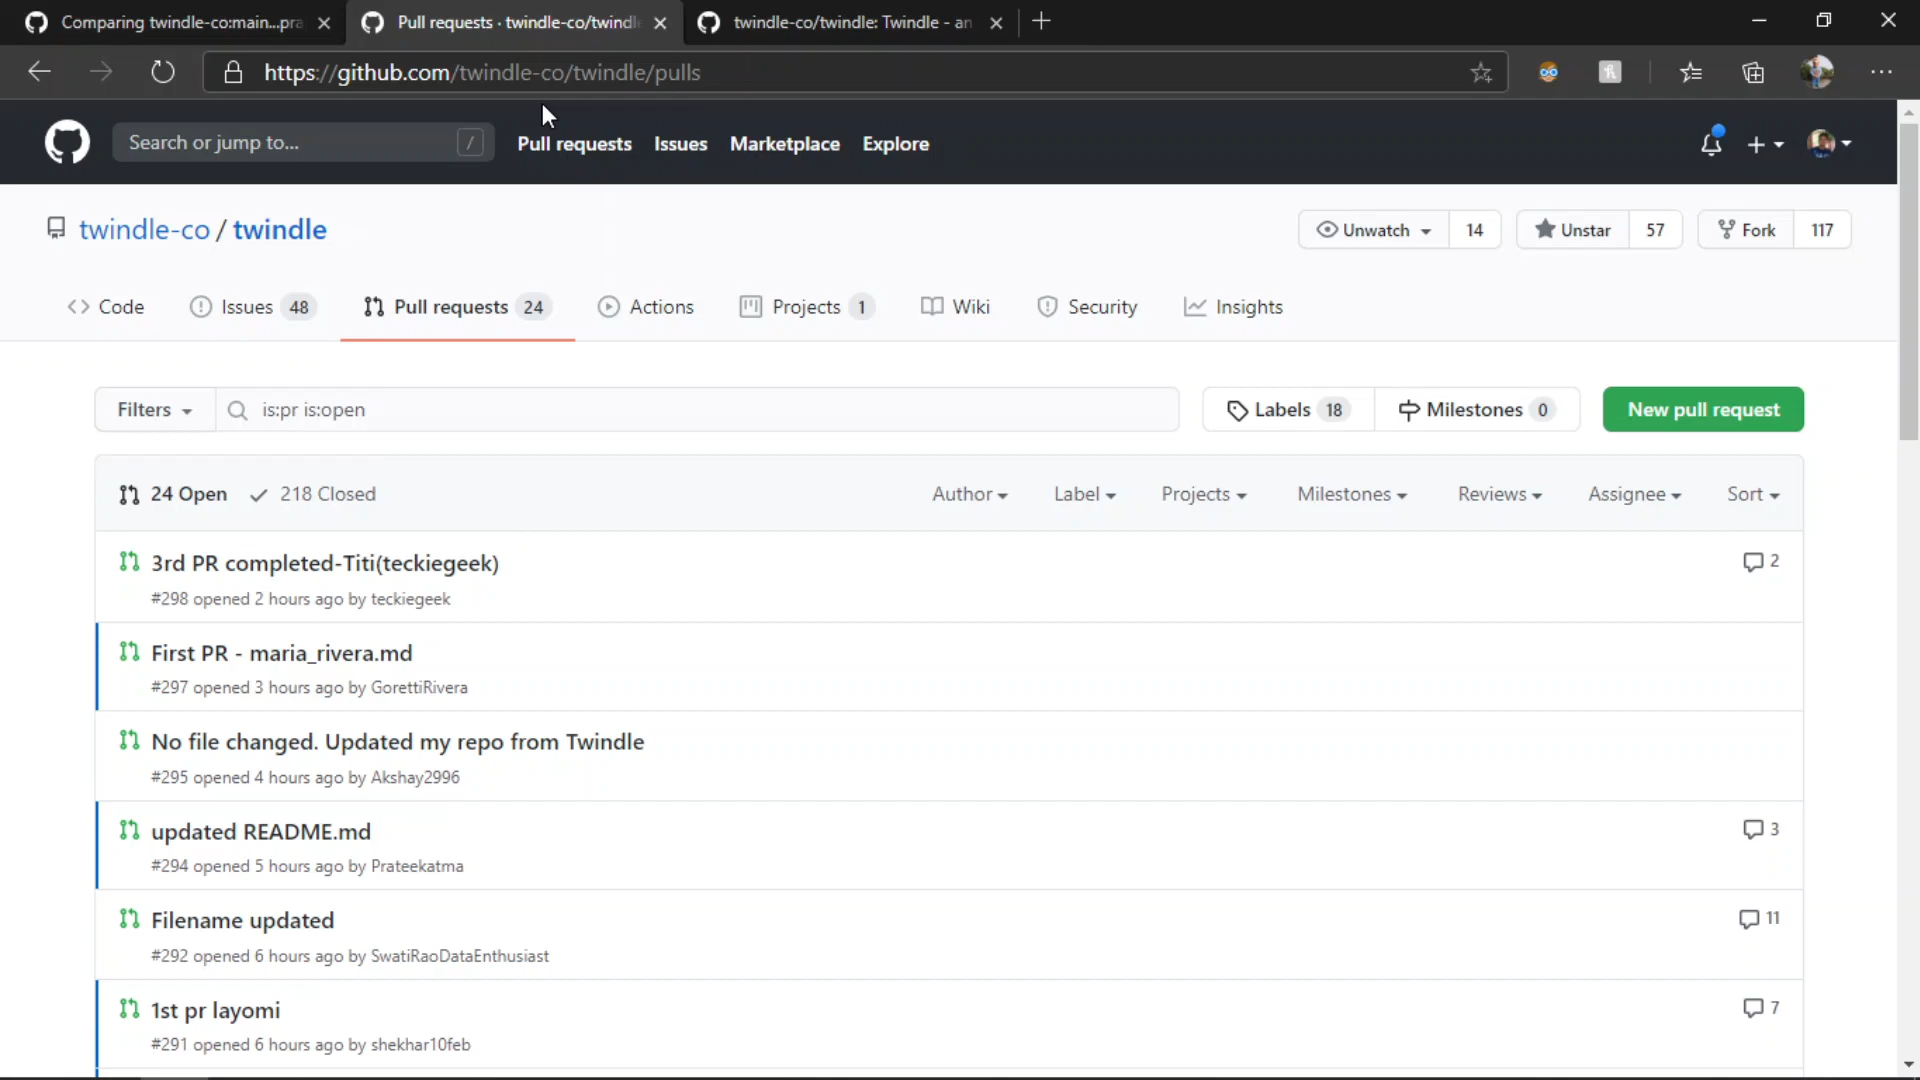 Comparing twindle-co:main...pra
Pull requests · twindle-co/twindl
twindle-co/twindle: Twindle - an
https://github.com/twindle-co/twindle/pulls
Search or jump to... /
Pull requests Issues Marketplace Explore
twindle-co / twindle
Unwatch 14 Unstar 57 Fork 117
Code Issues 48 Pull requests 24 Actions Projects 1 Wiki Security Insights
Filters is:pr is:open Labels 18 Milestones 0 New pull request
24 Open 218 Closed Author Label Projects Milestones Reviews Assignee Sort
3rd PR completed-Titi(teckiegeek) 2
#298 opened 2 hours ago by teckiegeek
First PR - maria_rivera.md
#297 opened 3 hours ago by GorettiRivera
No file changed. Updated my repo from Twindle
#295 opened 4 hours ago by Akshay2996
updated README.md 3
#294 opened 5 hours ago by Prateekatma
Filename updated 11
#292 opened 6 hours ago by SwatiRaoDataEnthusiast
1st pr layomi 7
#291 opened 6 hours ago by shekhar10feb